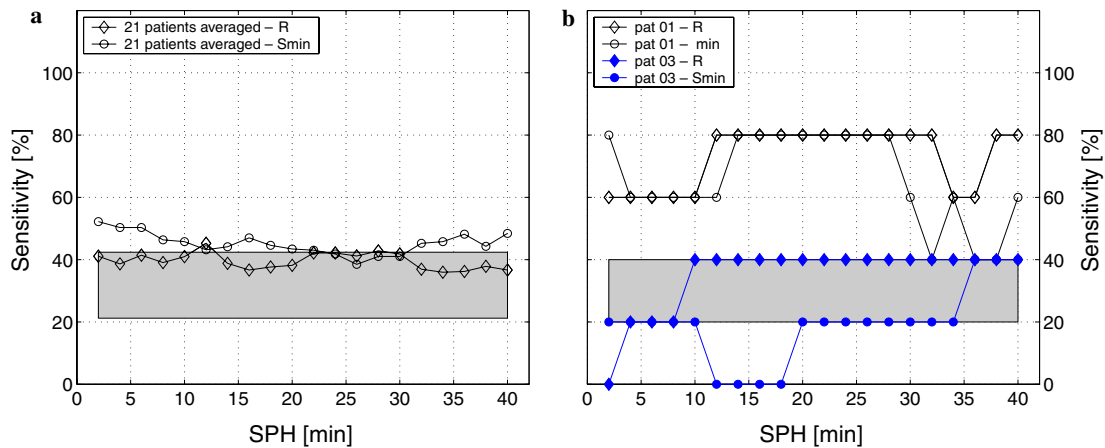 a
21 patients averaged – R
21 patients averaged – Smin
Sensitivity [%]
100
80
60
40
20
0
0 5 10 15 20 25 30 35 40
SPH [min]
b
pat 01 – R
pat 01 – min
pat 03 – R
pat 03 – Smin
100
80
60
40
20
0
Sensitivity [%]
0 5 10 15 20 25 30 35 40
SPH [min]